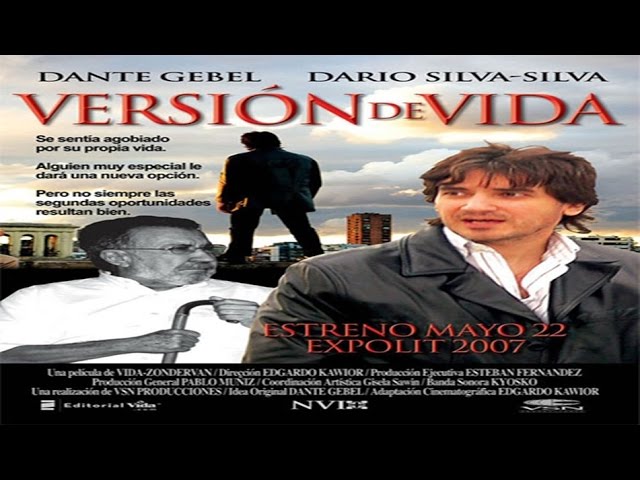 DANTE GEBEL DARIO SILVA-SILVA
VERSIÓN DE VIDA
Se sentía agobiado
por su propia vida.
Alguien muy especial le
dará una nueva opción.
Pero no siempre las
segundas oportunidades
resultan bien.
ESTRENO MAYO 22
EXPOLIT 2007
Una película de VIDA-ZONDERVAN / Dirección EDGARDO KAWIOR / Producción Ejecutiva ESTEBAN FERNANDEZ
Producción General PABLO MUÑIZ / Coordinación Artística Gisela Sawin / Banda Sonora KYOSKO
Una realización de VSN PRODUCCIONES / Idea Original DANTE GEBEL / Adaptación Cinematográfica EDGARDO KAWIOR
Editorial Vida .com NVI VSN